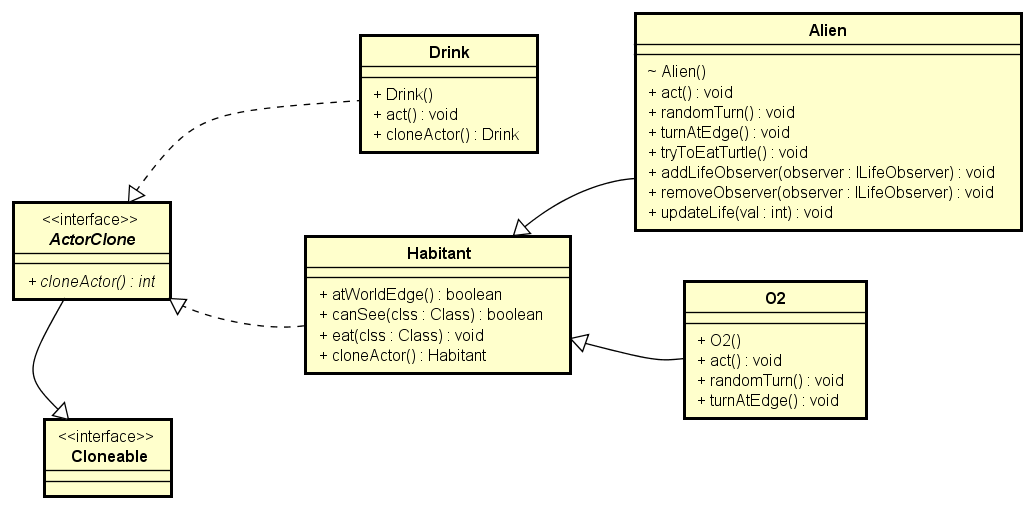 Drink
+ Drink()
+ act() : void
+ cloneActor() : Drink
Alien
~ Alien()
+ act() : void
+ randomTurn() : void
+ turnAtEdge() : void
+ tryToEatTurtle() : void
+ addLifeObserver(observer : ILifeObserver) : void
+ removeObserver(observer : ILifeObserver) : void
+ updateLife(val : int) : void
<<interface>>
ActorClone
+ cloneActor() : int
Habitant
+ atWorldEdge() : boolean
+ canSee(clss : Class) : boolean
+ eat(clss : Class) : void
+ cloneActor() : Habitant
O2
+ O2()
+ act() : void
+ randomTurn() : void
+ turnAtEdge() : void
<<interface>>
Cloneable